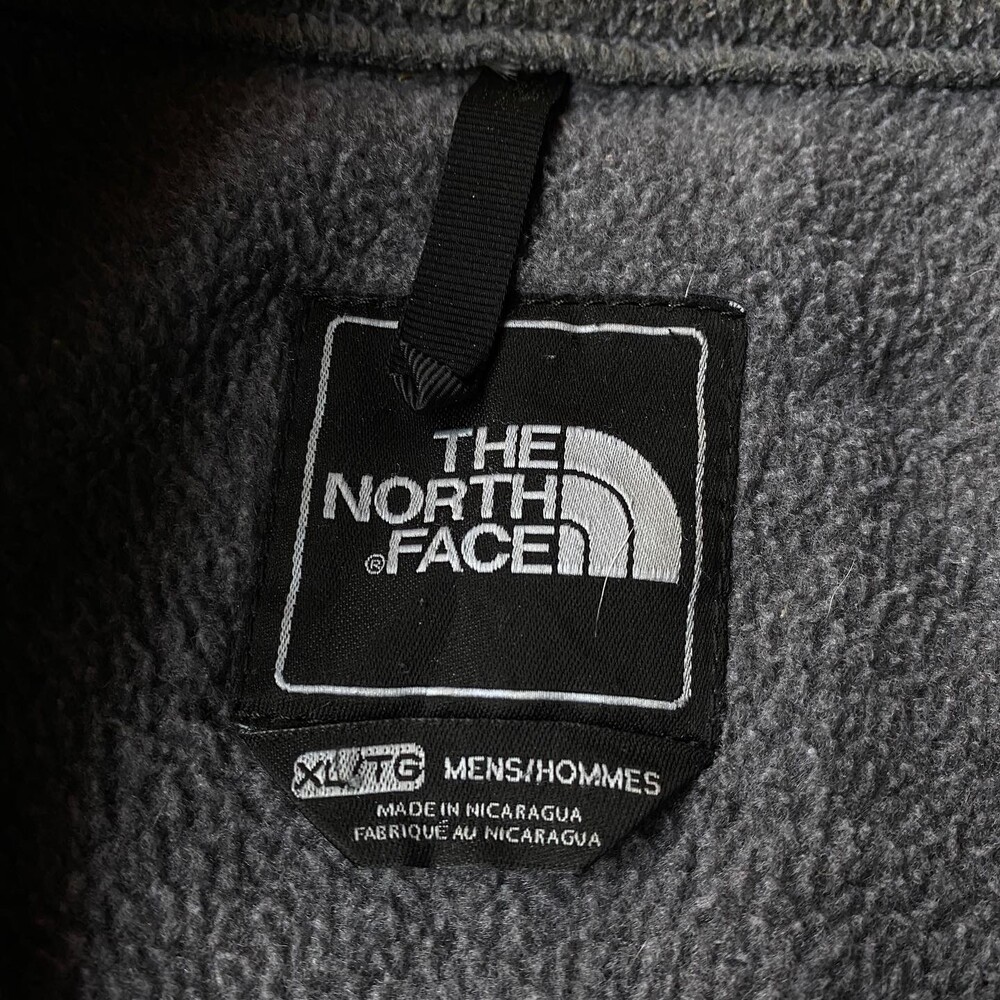 THE
NORTH
®FACE
XL/TG MENS/HOMMES
MADE IN NICARAGUA
FABRIQUÉ AU NICARAGUA